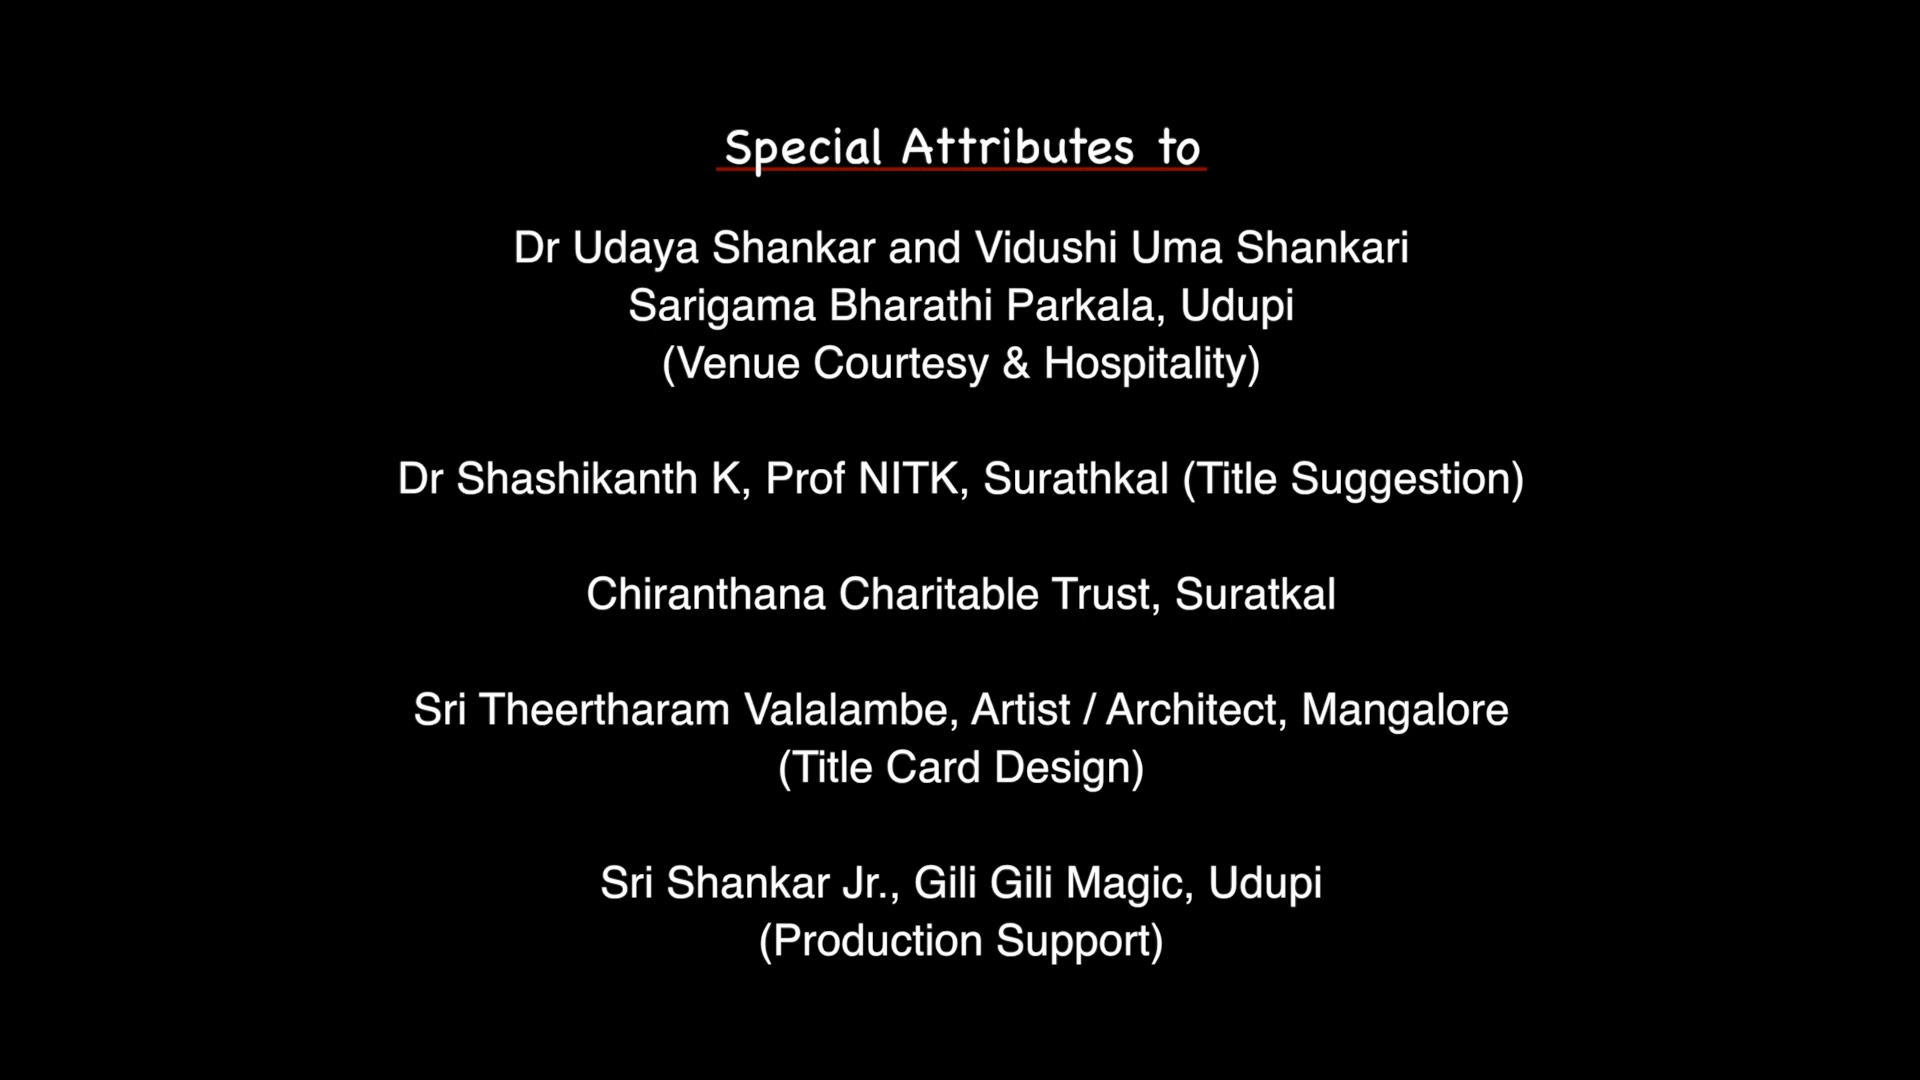 Special Attributes to
Dr Udaya Shankar and Vidushi Uma Shankari
Sarigama Bharathi Parkala, Udupi
(Venue Courtesy & Hospitality)
Dr Shashikanth K, Prof NITK, Surathkal (Title Suggestion)
Chiranthana Charitable Trust, Suratkal
Sri Theertharam Valalambe, Artist / Architect, Mangalore
(Title Card Design)
Sri Shankar Jr., Gili Gili Magic, Udupi
(Production Support)